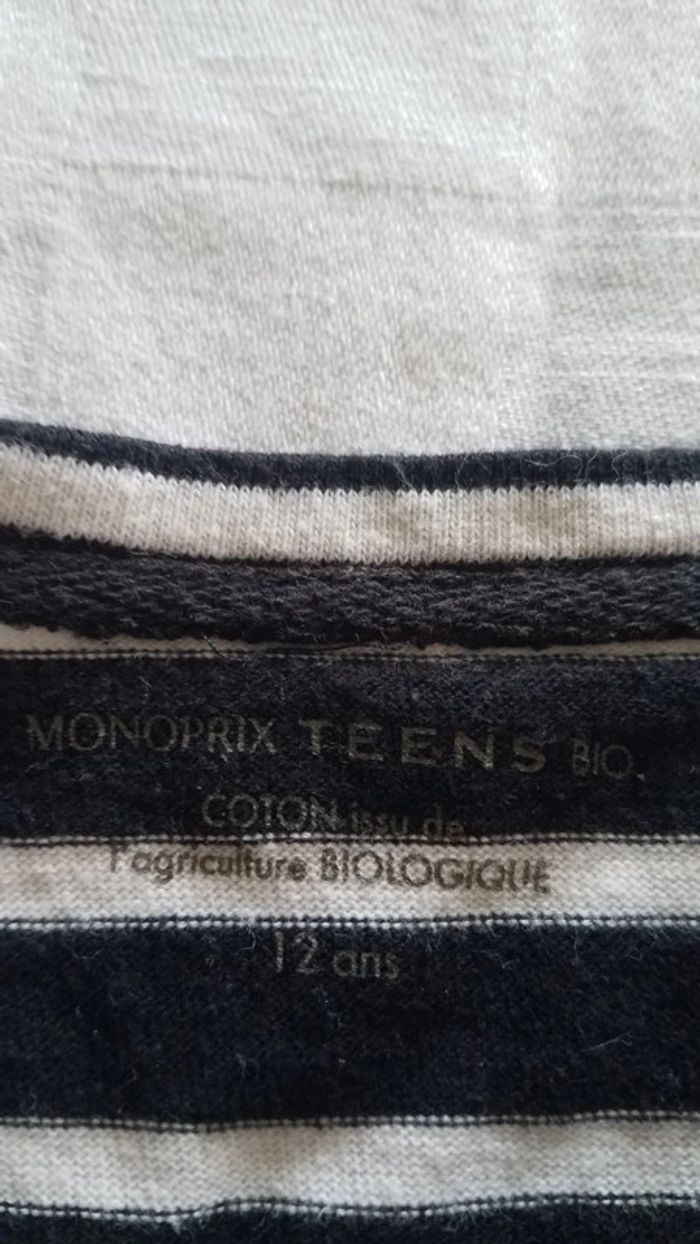 MONOPRIX TEENS BIO.
COTON issu de
l'agriculture BIOLOGIQUE
12 ans